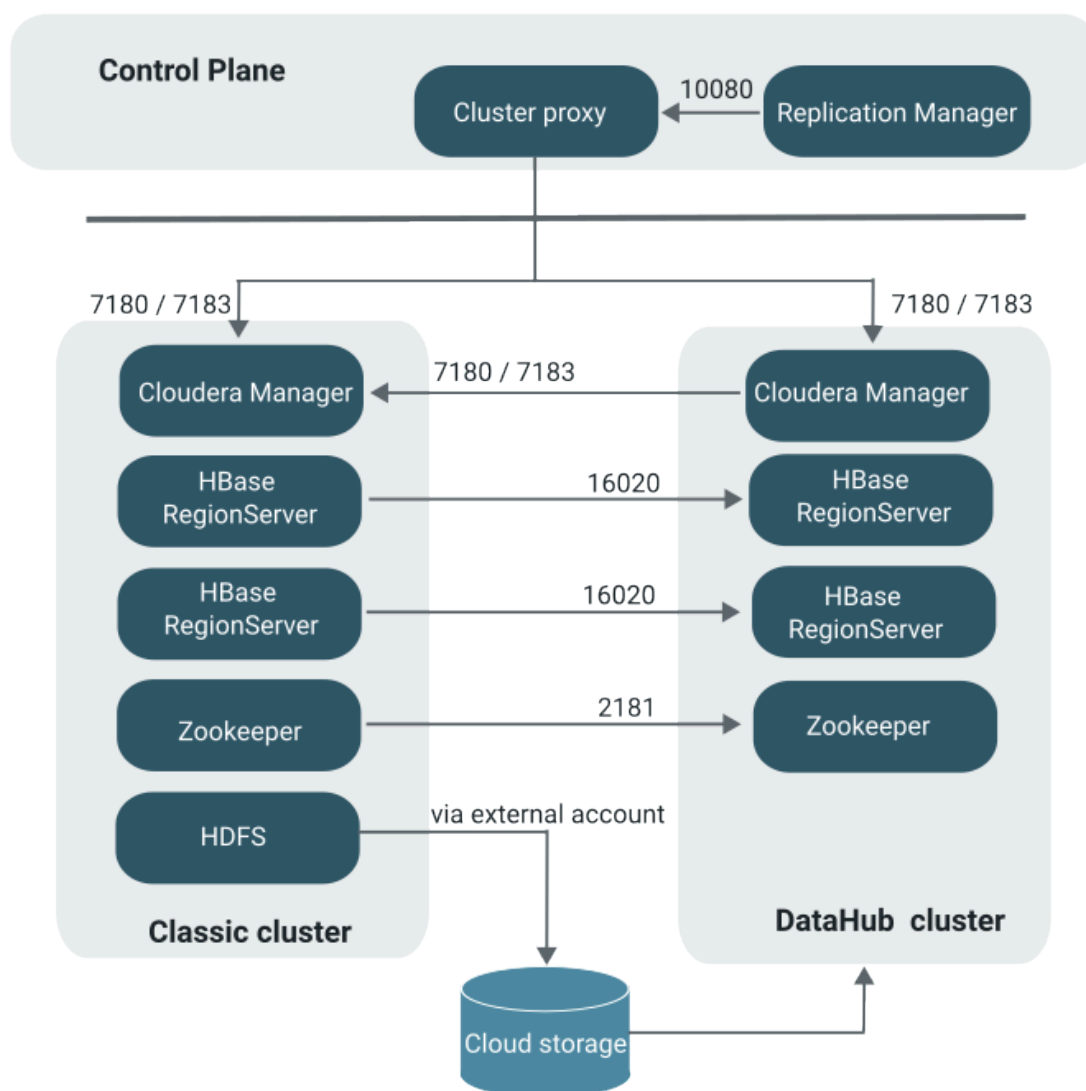 Control Plane
Cluster proxy
10080
Replication Manager
7180 / 7183
7180 / 7183
Cloudera Manager
7180 / 7183
Cloudera Manager
HBase
RegionServer
16020
HBase
RegionServer
HBase
RegionServer
16020
HBase
RegionServer
Zookeeper
2181
Zookeeper
HDFS
via external account
Classic cluster
DataHub cluster
Cloud storage